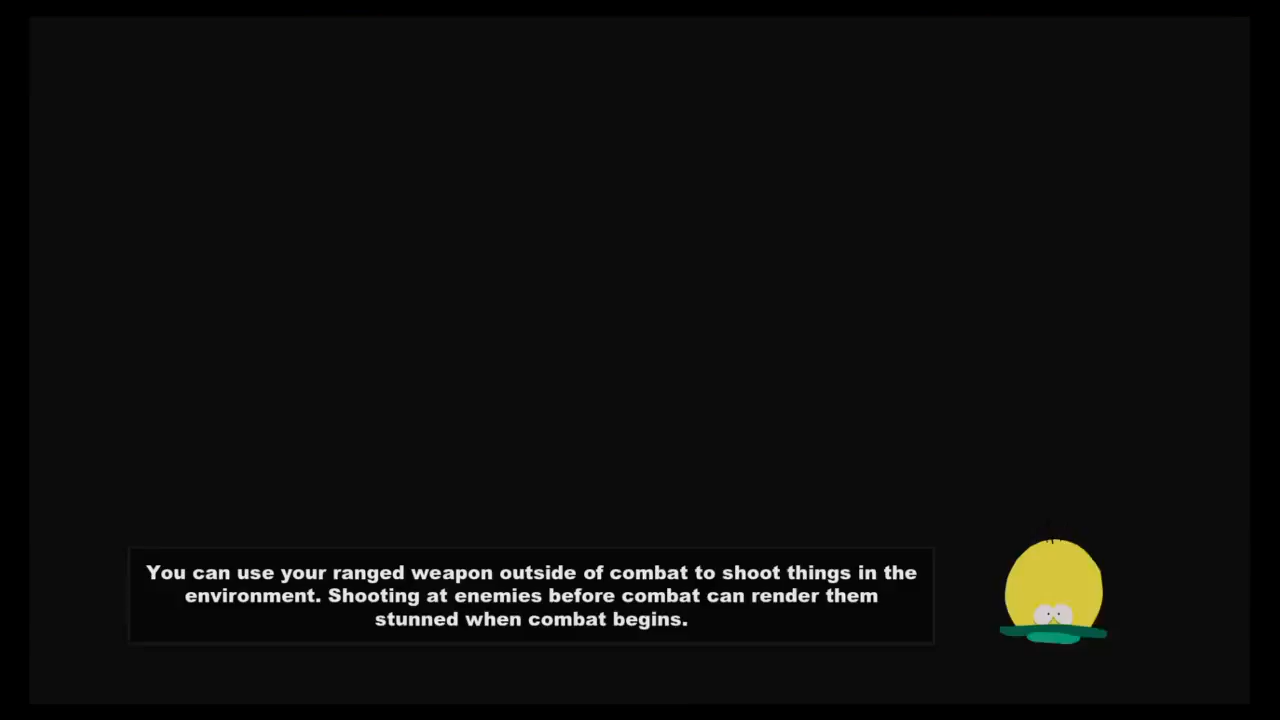 You can use your ranged weapon outside of combat to shoot things in the
environment. Shooting at enemies before combat can render them
stunned when combat begins.